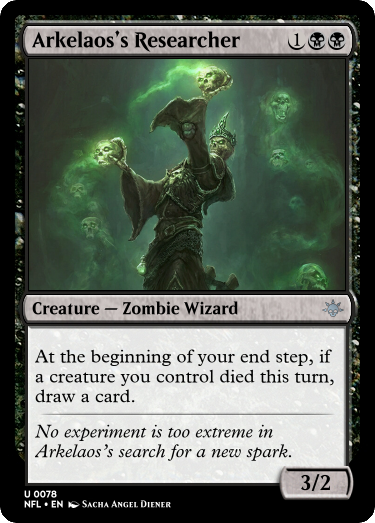 Arkelaos's Researcher 1
Creature — Zombie Wizard
At the beginning of your end step, if
a creature you control died this turn,
draw a card.
No experiment is too extreme in
Arkelaos's search for a new spark.
3/2
U 0078
NFL • EN Sacha Angel Diener